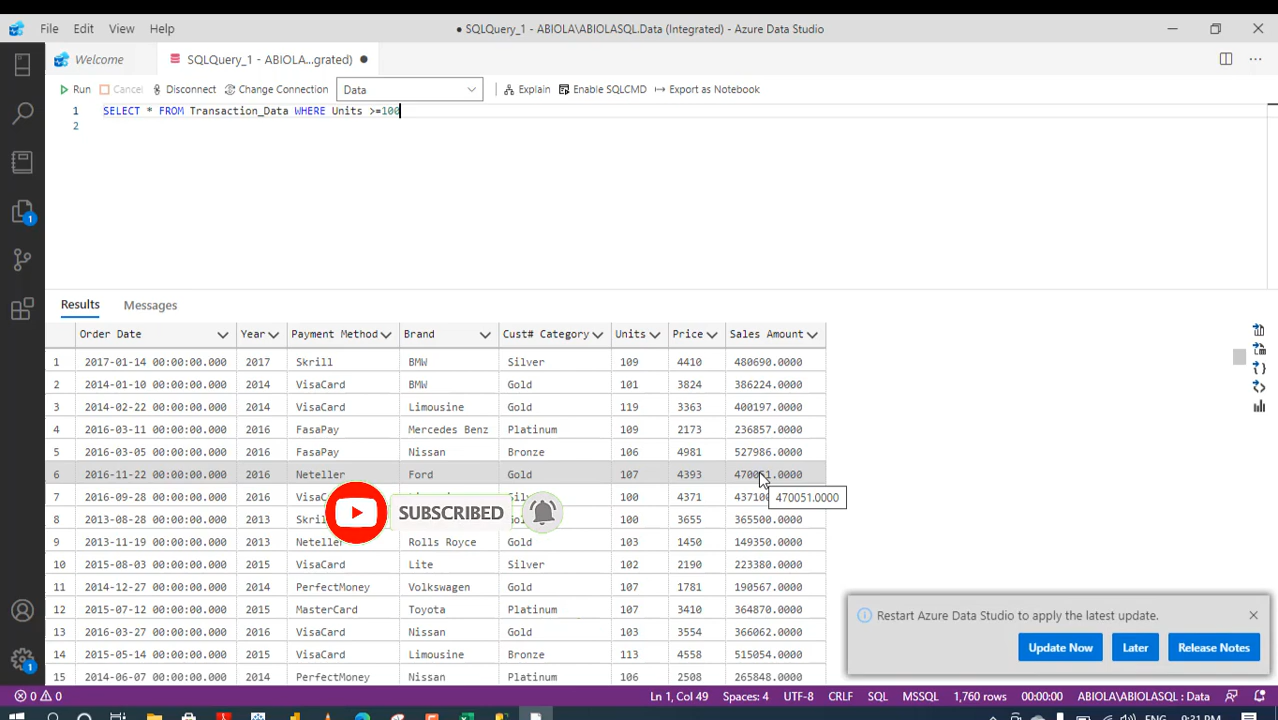 File Edit View Help
● SQLQuery_1 - ABIOLA\ABIOLASQL.Data (Integrated) - Azure Data Studio
Welcome
SQLQuery_1 - ABIOLA...grated) ●
Run Cancel Disconnect Change Connection Data Explain Enable SQLCMD Export as Notebook
1 SELECT * FROM Transaction_Data WHERE Units >=100
2
Results Messages
Order Date Year Payment Method Brand Cust# Category Units Price Sales Amount
1 2017-01-14 00:00:00.000 2017 Skrill BMW Silver 109 4410 480690.0000
2 2014-01-10 00:00:00.000 2014 VisaCard BMW Gold 101 3824 386224.0000
3 2014-02-22 00:00:00.000 2014 VisaCard Limousine Gold 119 3363 400197.0000
4 2016-03-11 00:00:00.000 2016 FasaPay Mercedes Benz Platinum 109 2173 236857.0000
5 2016-03-05 00:00:00.000 2016 FasaPay Nissan Bronze 106 4981 527986.0000
6 2016-11-22 00:00:00.000 2016 Neteller Ford Gold 107 4393 470051.0000
470051.0000
7 2016-09-28 00:00:00.000 2016 100 4371
SUBSCRIBED
8 2013-08-28 00:00:00.000 2013 100 3655 365500.0000
9 2013-11-19 00:00:00.000 2013 Neteller Rolls Royce Gold 103 1450 149350.0000
10 2015-08-03 00:00:00.000 2015 VisaCard Lite Silver 102 2190 223380.0000
11 2014-12-27 00:00:00.000 2014 PerfectMoney Volkswagen Gold 107 1781 190567.0000
12 2015-07-12 00:00:00.000 2015 MasterCard Toyota Platinum 107 3410 364870.0000
13 2016-03-27 00:00:00.000 2016 VisaCard Nissan Gold 103 3554 366062.0000
14 2015-05-14 00:00:00.000 2015 VisaCard Limousine Bronze 113 4558 515054.0000
15 2014-06-07 00:00:00.000 2014 PerfectMoney Nissan Platinum 106 2508 265848.0000
1
1
Restart Azure Data Studio to apply the latest update.
Update Now Later Release Notes
0 0 Ln 1, Col 49 Spaces: 4 UTF-8 CRLF SQL MSSQL 1,760 rows 00:00:00 ABIOLA\ABIOLASQL : Data
9:31 PM